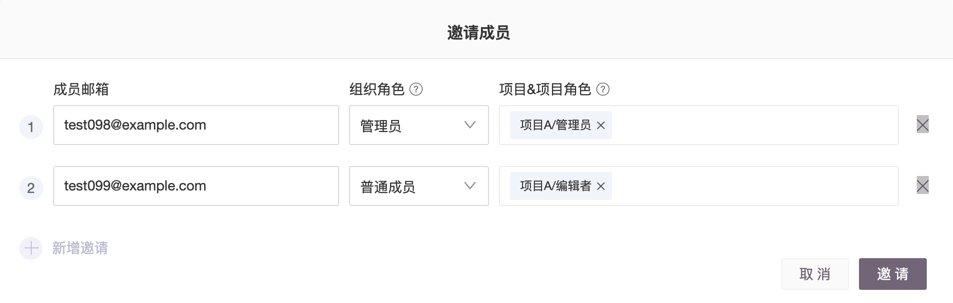 邀请成员
成员邮箱 组织角色 ? 项目&项目角色 ?
1 test098@example.com 管理员 项目A/管理员 ×
2 test099@example.com 普通成员 项目A/编辑者 ×
新增邀请
取消 邀请